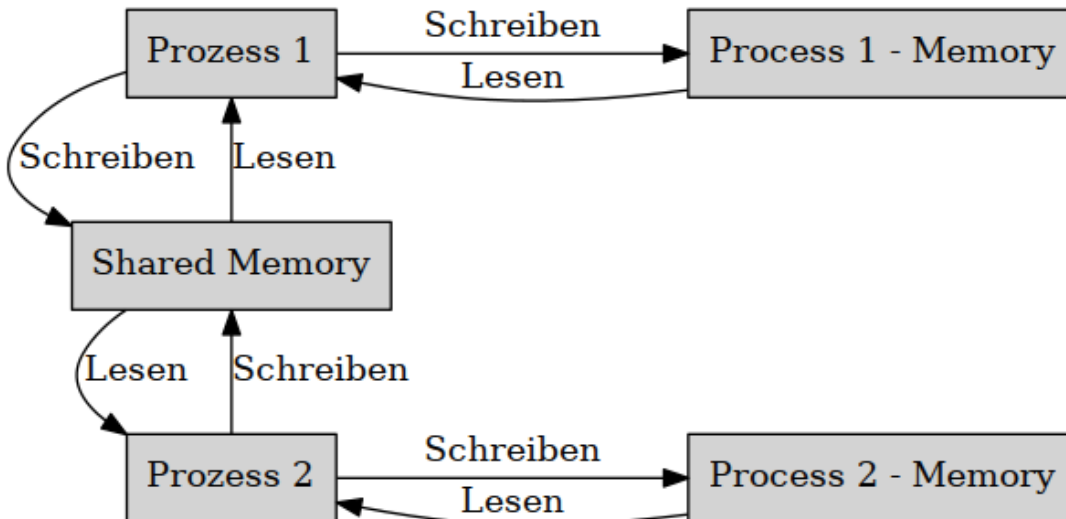 Schreiben
Prozess 1
Process 1 - Memory
Lesen
Schreiben
Lesen
Shared Memory
Lesen
Schreiben
Schreiben
Prozess 2
Process 2 - Memory
Lesen